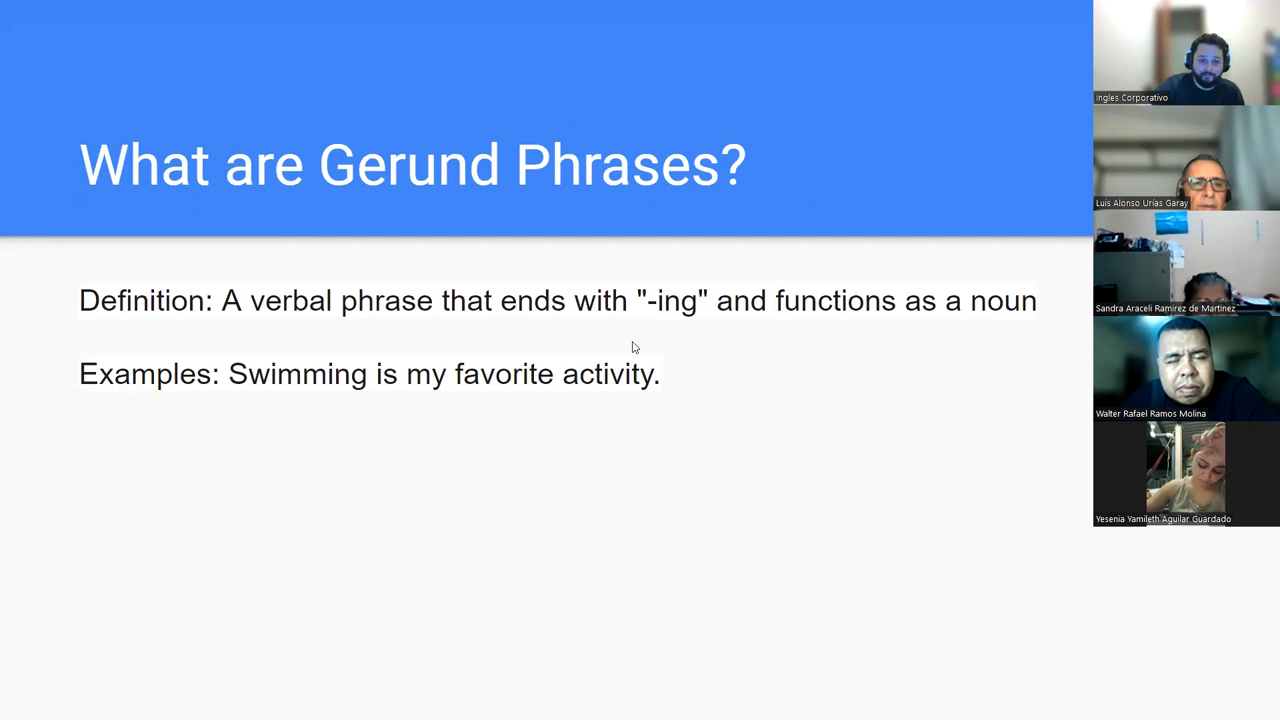 What are Gerund Phrases?
Definition: A verbal phrase that ends with "-ing" and functions as a noun
Examples: Swimming is my favorite activity.
Ingles Corporativo
Luis Alonso Urías Garay
Sandra Araceli Ramirez de Martinez
Walter Rafael Ramos Molina
Yesenia Yamileth Aguilar Guardado